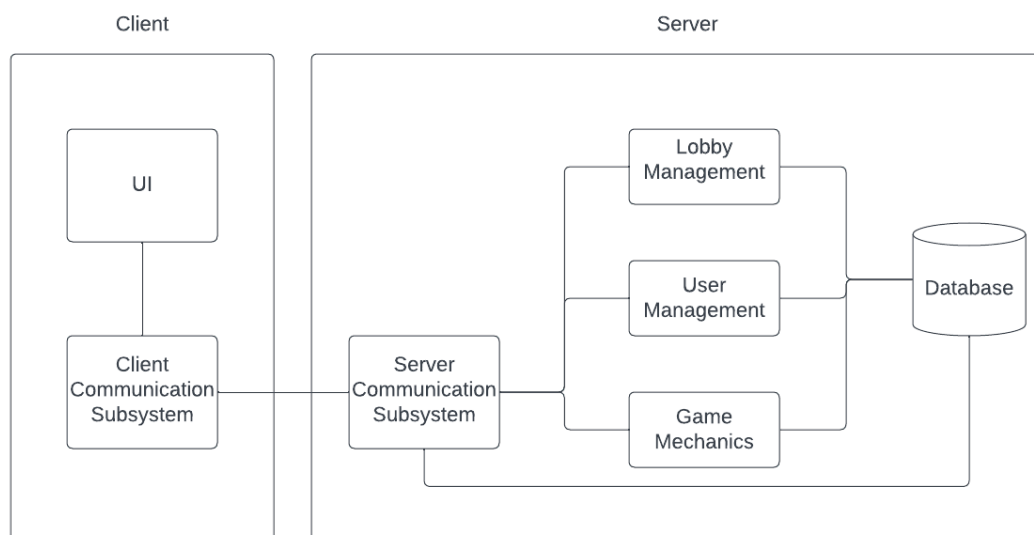 Client
Server
UI
Client
Communication
Subsystem
Server
Communication
Subsystem
Lobby
Management
User
Management
Game
Mechanics
Database